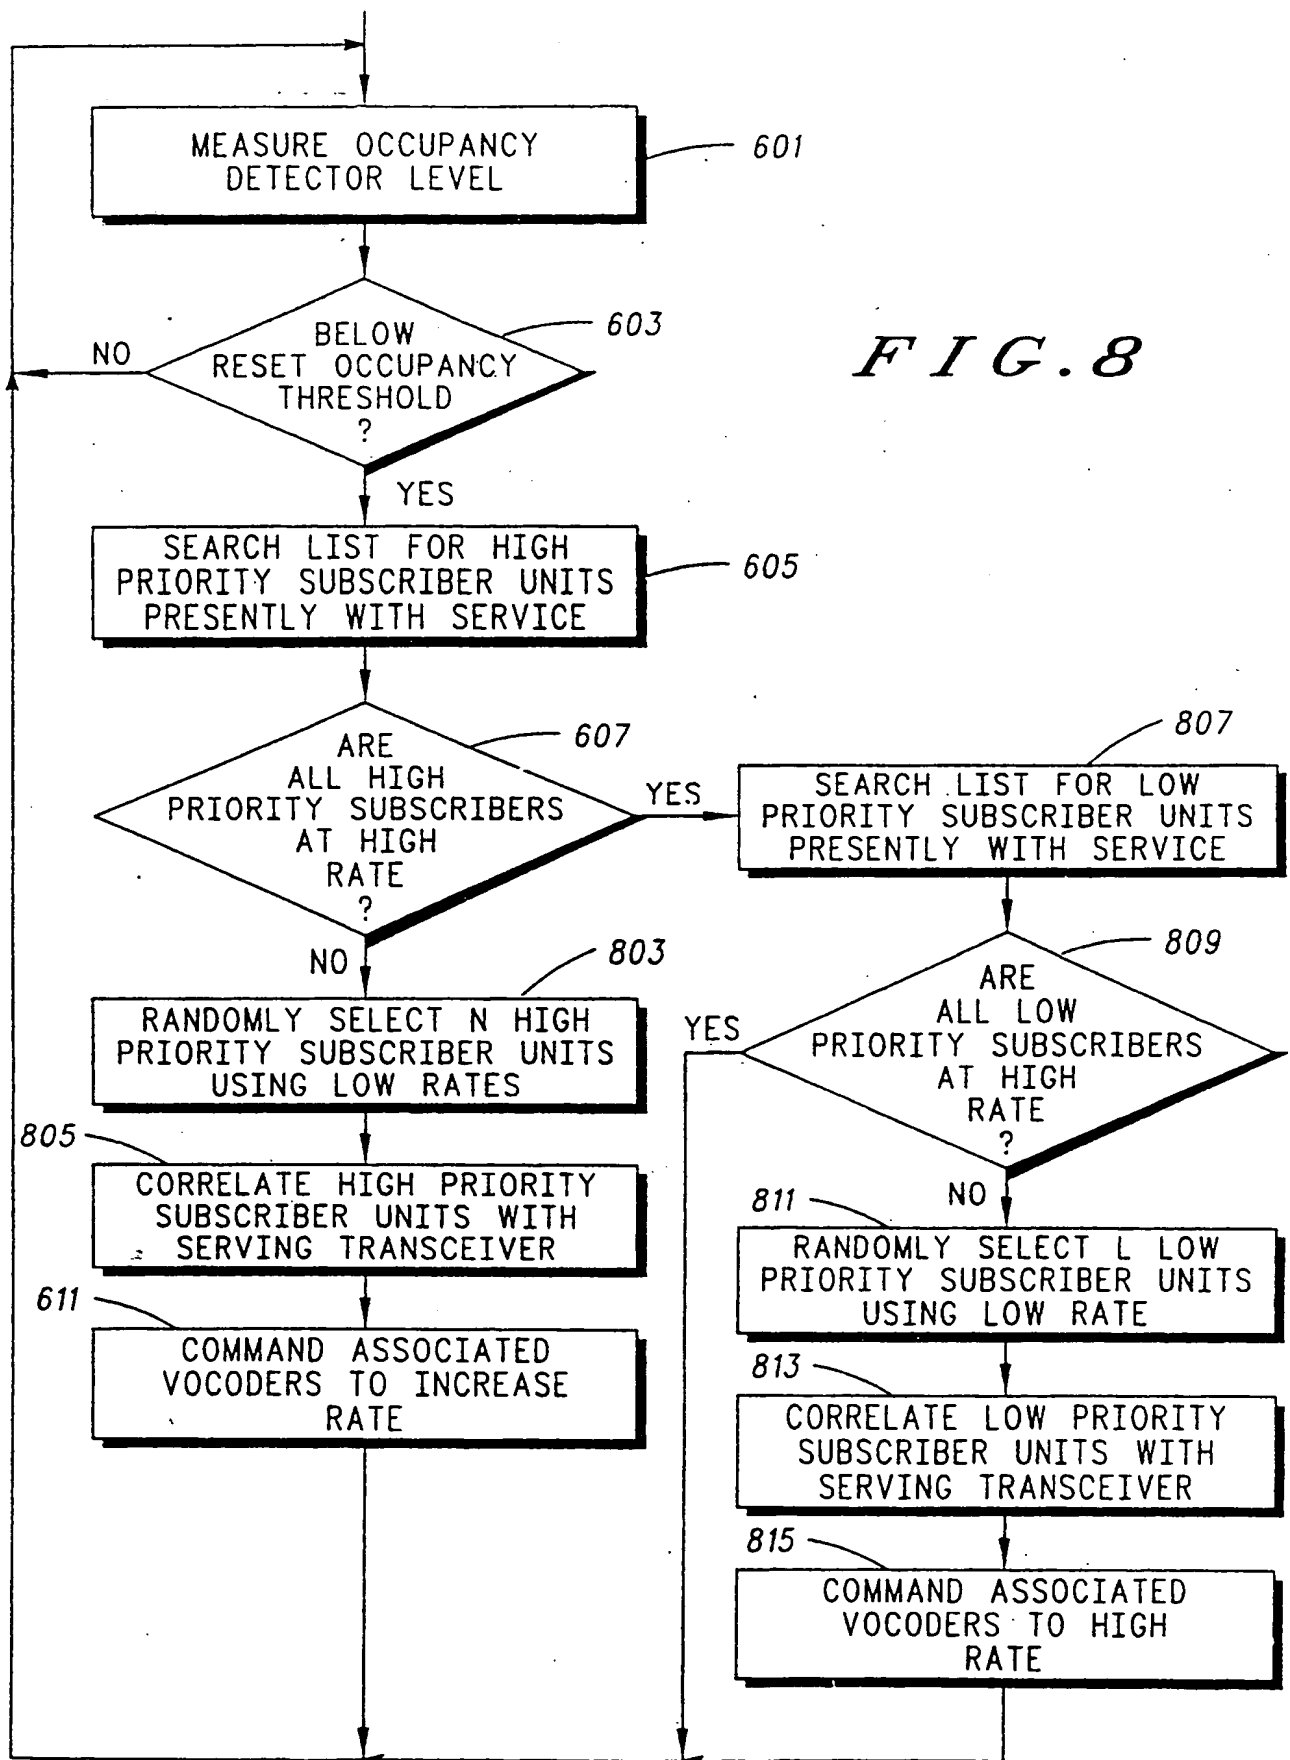 MEASURE OCCUPANCY
DETECTOR LEVEL
601
BELOW
RESET OCCUPANCY
THRESHOLD
?
603
NO
FIG. 8
YES
SEARCH LIST FOR HIGH
PRIORITY SUBSCRIBER UNITS
PRESENTLY WITH SERVICE
605
ARE
ALL HIGH
PRIORITY SUBSCRIBERS
AT HIGH
RATE
?
607
YES
807
SEARCH LIST FOR LOW
PRIORITY SUBSCRIBER UNITS
PRESENTLY WITH SERVICE
NO
803
RANDOMLY SELECT N HIGH
PRIORITY SUBSCRIBER UNITS
USING LOW RATES
809
ARE
ALL LOW
PRIORITY SUBSCRIBERS
AT HIGH
RATE
?
YES
805
CORRELATE HIGH PRIORITY
SUBSCRIBER UNITS WITH
SERVING TRANSCEIVER
NO
811
RANDOMLY SELECT L LOW
PRIORITY SUBSCRIBER UNITS
USING LOW RATE
611
COMMAND ASSOCIATED
VOCODERS TO INCREASE
RATE
813
CORRELATE LOW PRIORITY
SUBSCRIBER UNITS WITH
SERVING TRANSCEIVER
815
COMMAND ASSOCIATED
VOCODERS TO HIGH
RATE